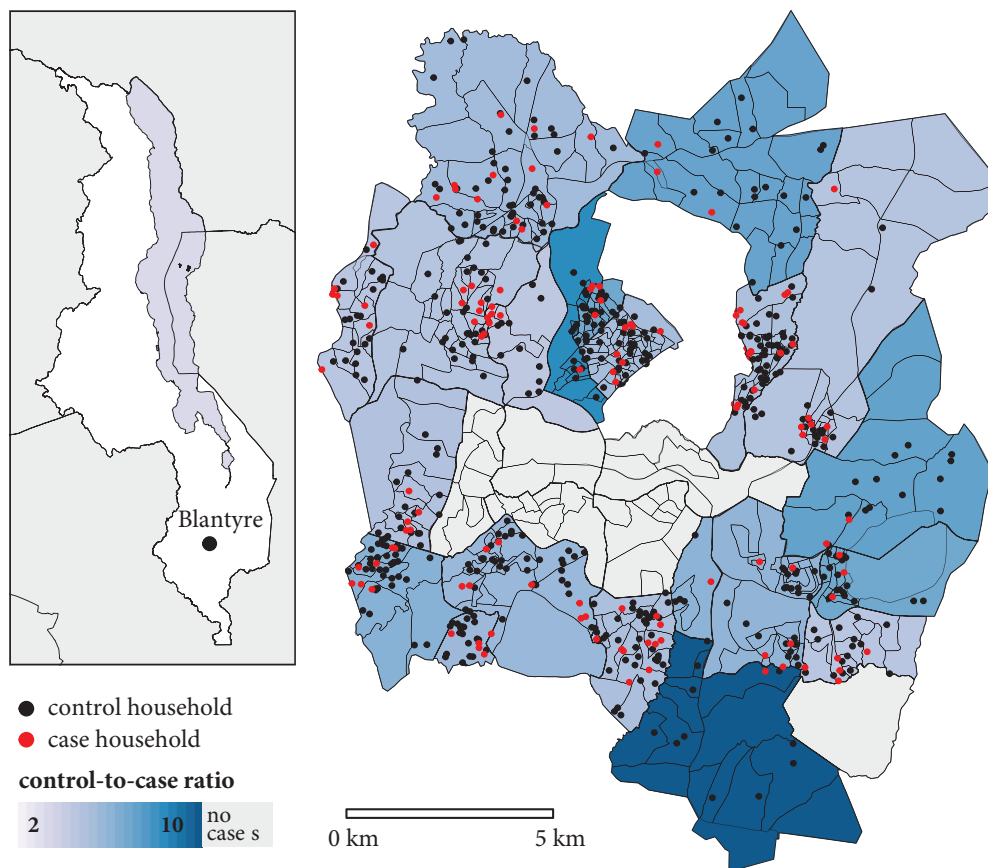 Blantyre
control household
case household
control-to-case ratio
2
10
no
case s
0 km
5 km